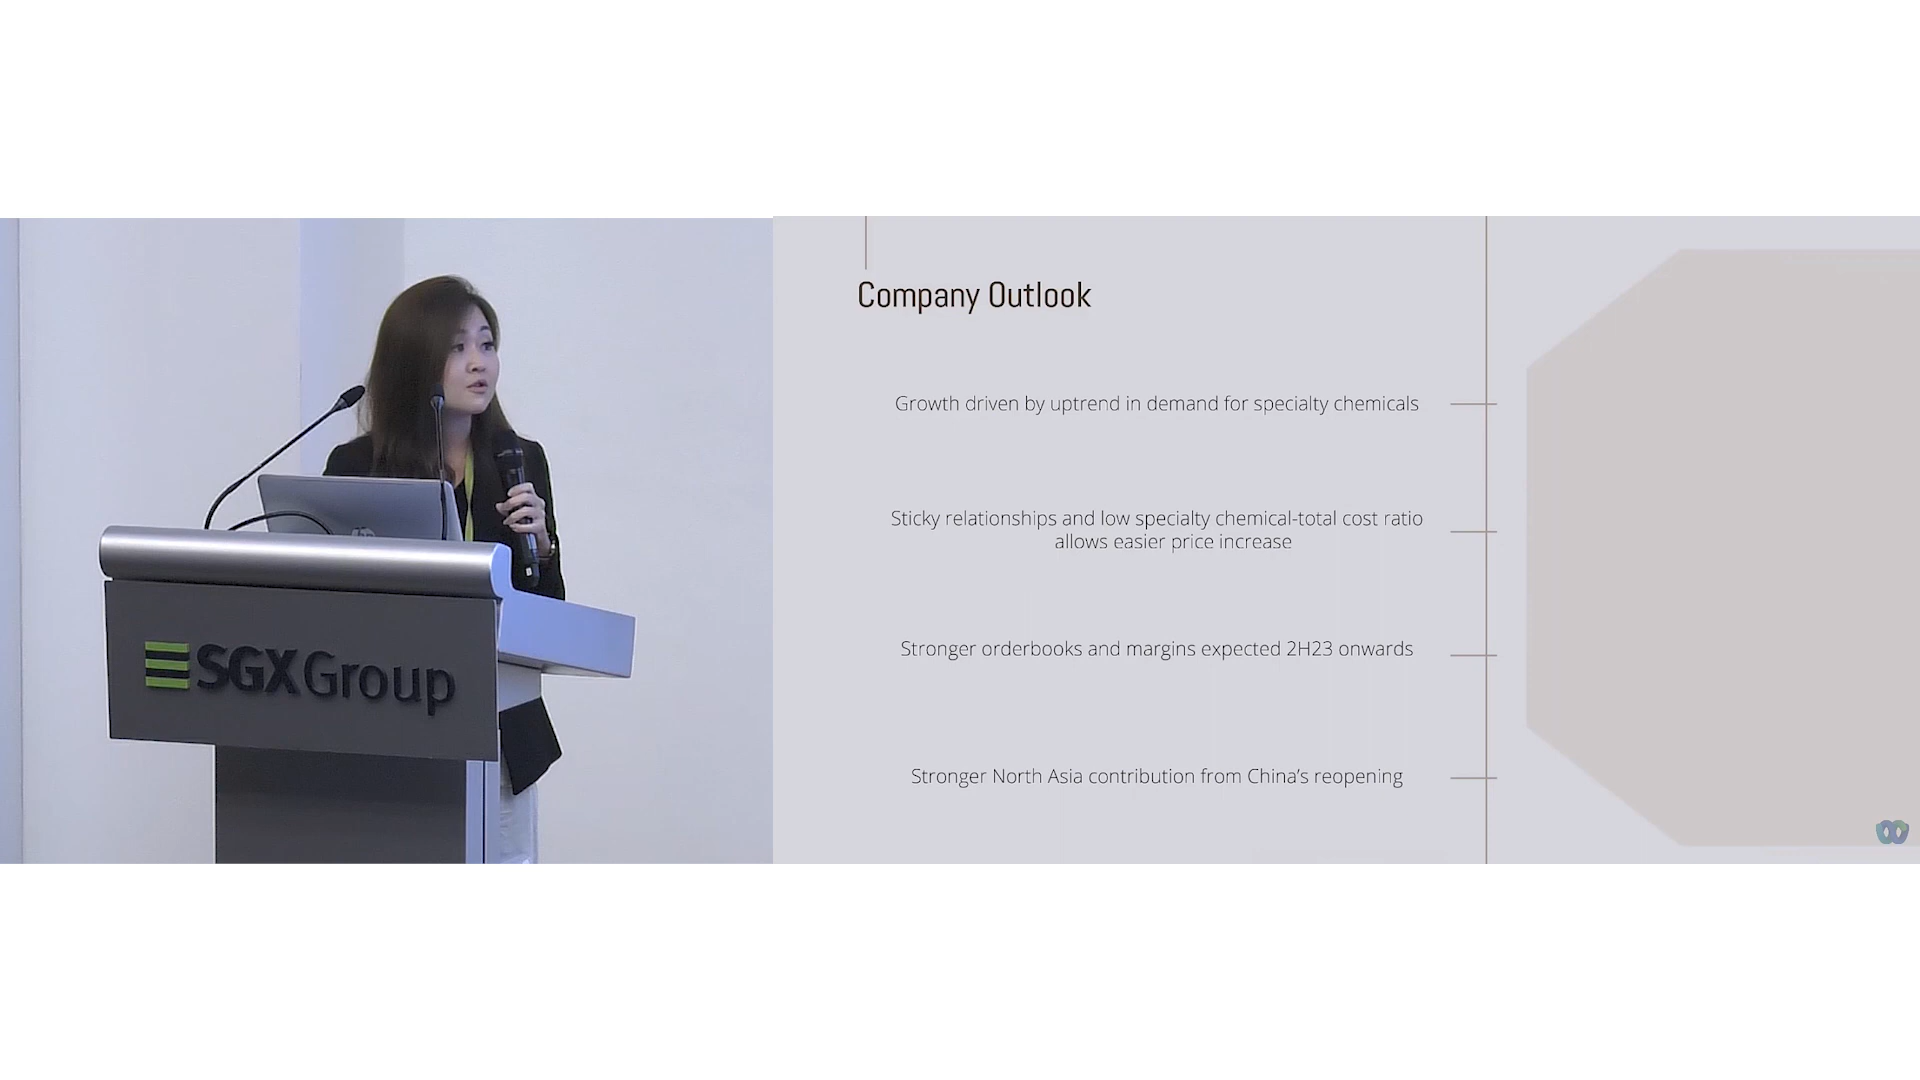 SGXGroup
Company Outlook
Growth driven by uptrend in demand for specialty chemicals
Sticky relationships and low specialty chemical-total cost ratio
allows easier price increase
Stronger orderbooks and margins expected 2H23 onwards
Stronger North Asia contribution from China’s reopening